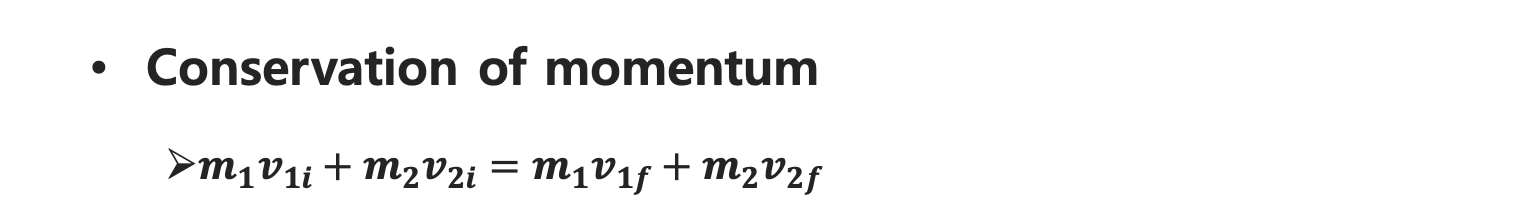 • Conservation of momentum
➢m₁v₁ᵢ + m₂v₂ᵢ = m₁v₁f + m₂v₂f